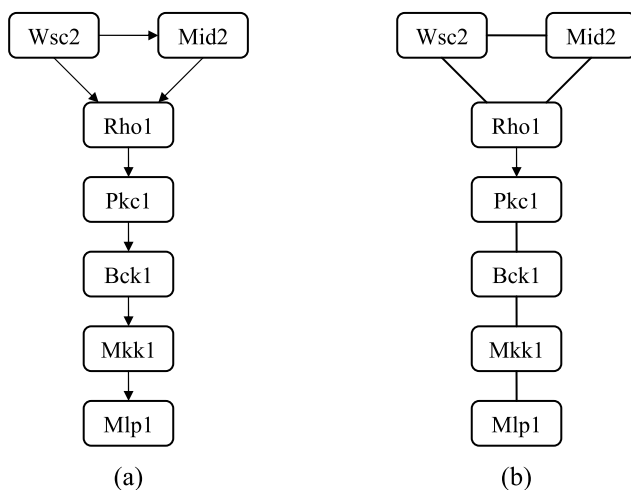 Wsc2 Mid2 Wsc2 Mid2
Rho1 Rho1
Pkc1 Pkc1
Bck1 Bck1
Mkk1 Mkk1
Mlp1 Mlp1
(a) (b)